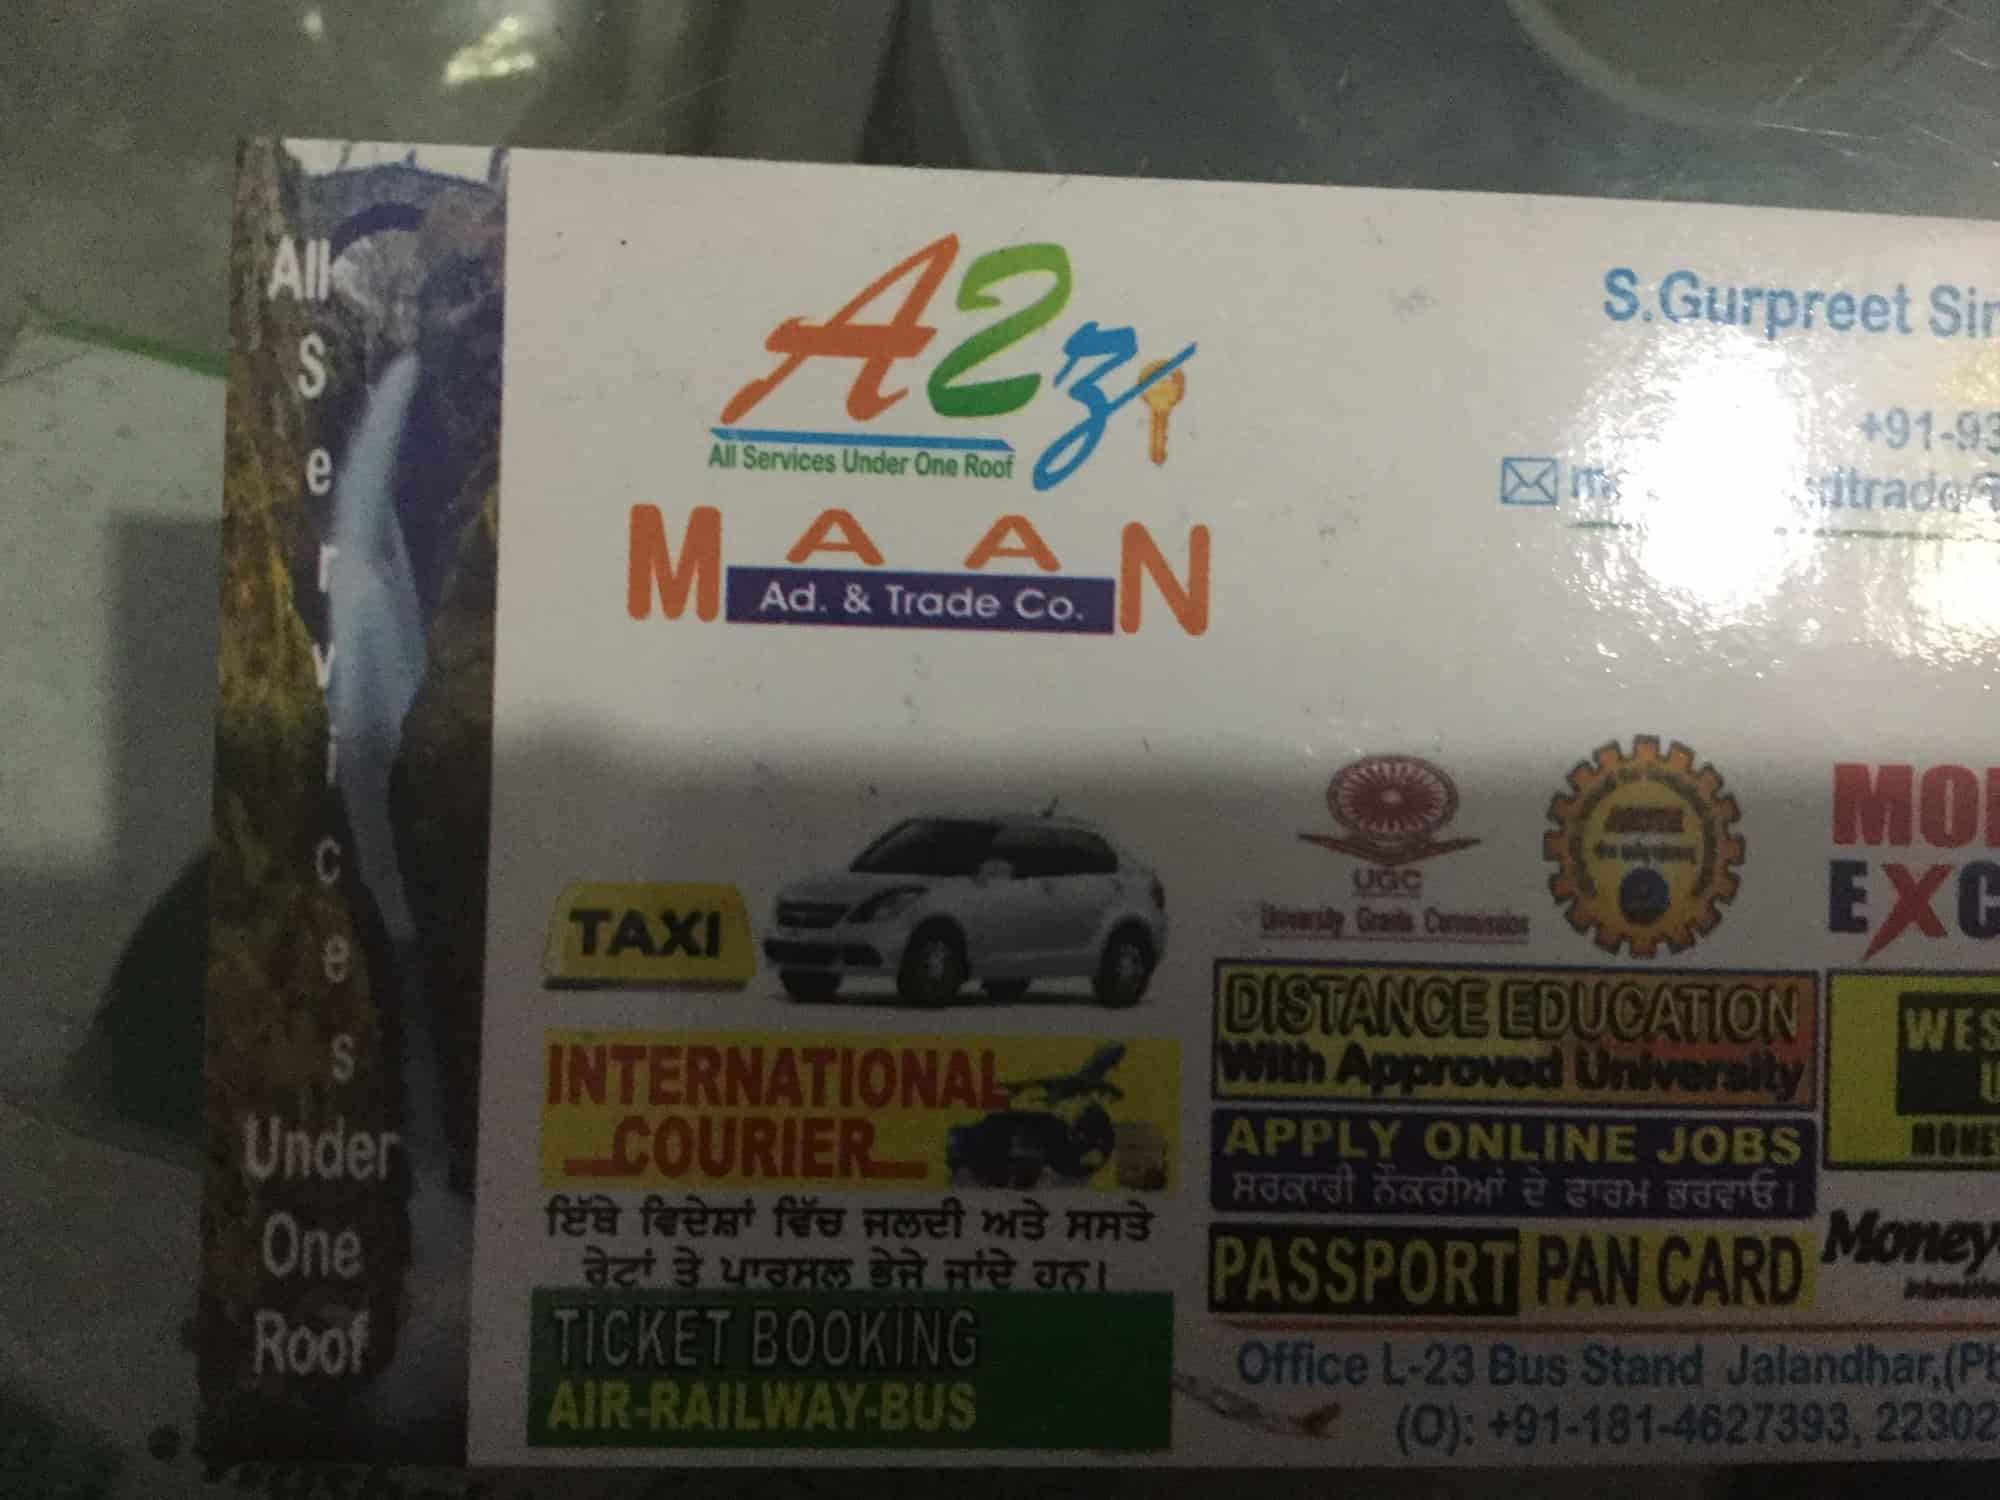 All
Services
Under
One
Roof
A2z
All Services Under One Roof
MAAN
Ad. & Trade Co.
S.Gurpreet
+91-93
TAXI
INTERNATIONAL
COURIER
ਇੱਥੇ ਵਿਦੇਸ਼ਾਂ ਵਿੱਚ ਜਲਦੀ ਅਤੇ ਸਸਤੇ
ਰੇਟਾਂ ਤੇ ਪਾਰਸਲ ਭੇਜੇ ਜਾਂਦੇ ਹਨ।
TICKET BOOKING
AIR-RAILWAY-BUS
UGC
University Grants Commission
DISTANCE EDUCATION
With Approved University
APPLY ONLINE JOBS
ਸਰਕਾਰੀ ਨੌਕਰੀਆਂ ਦੇ ਫਾਰਮ ਭਰਵਾਓ।
PASSPORT PAN CARD
Office L-23 Bus Stand Jalandhar,(Pb
(O): +91-181-4627393, 22302